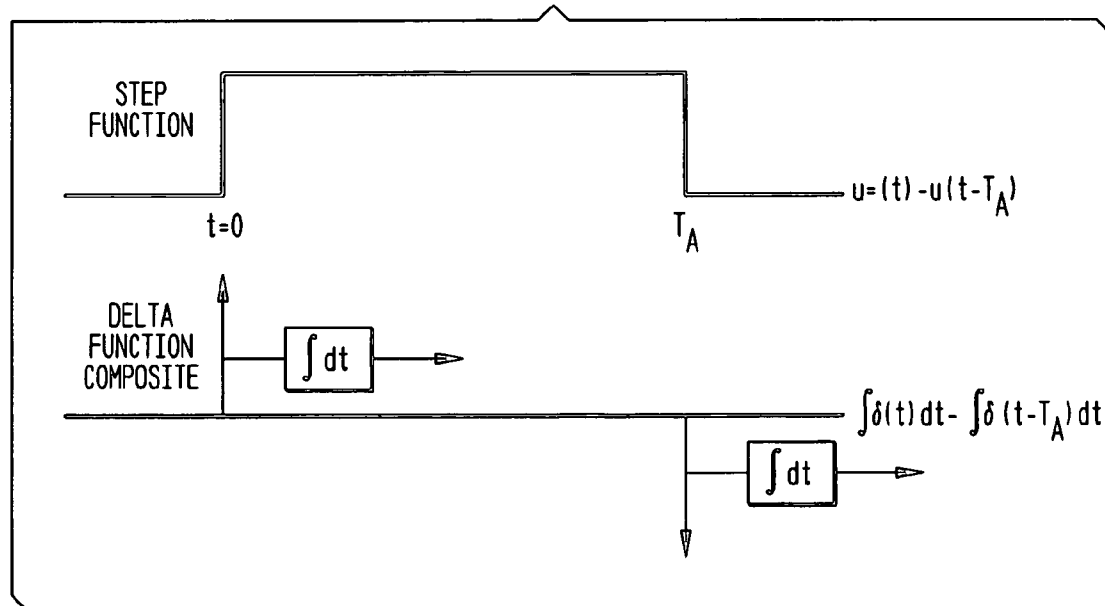 STEP
FUNCTION
u=(t) -u(t-T_A)
t=0
T_A
DELTA
FUNCTION
COMPOSITE
∫ dt
∫δ(t) dt- ∫δ (t-T_A) dt
∫ dt